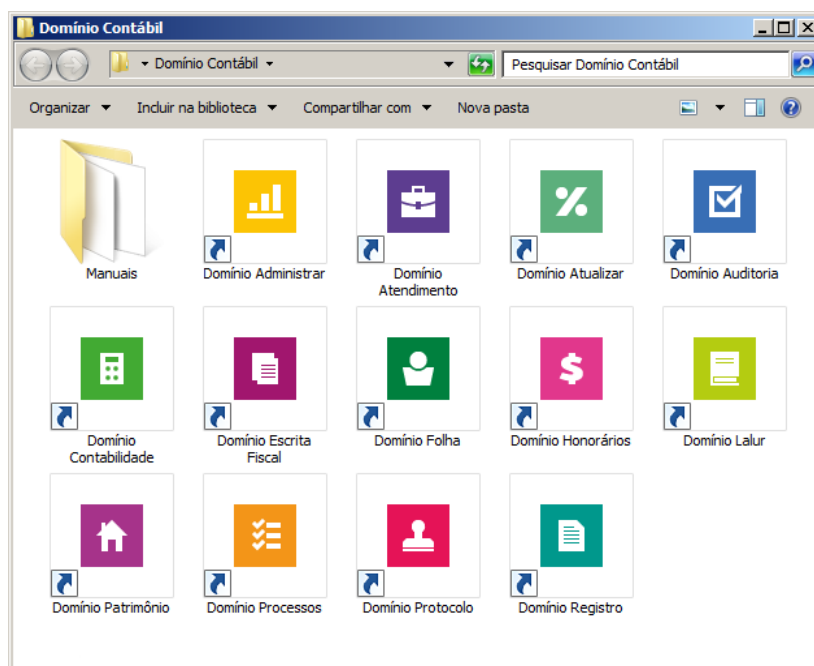 Domínio Contábil
Domínio Contábil
Pesquisar Domínio Contábil
Organizar
Incluir na biblioteca
Compartilhar com
Nova pasta
Manuais
Domínio Administrar
Domínio
Atendimento
Domínio Atualizar
Domínio Auditoria
Domínio
Contabilidade
Domínio Escrita
Fiscal
Domínio Folha
Domínio Honorários
Domínio Lalur
Domínio Patrimônio
Domínio Processos
Domínio Protocolo
Domínio Registro